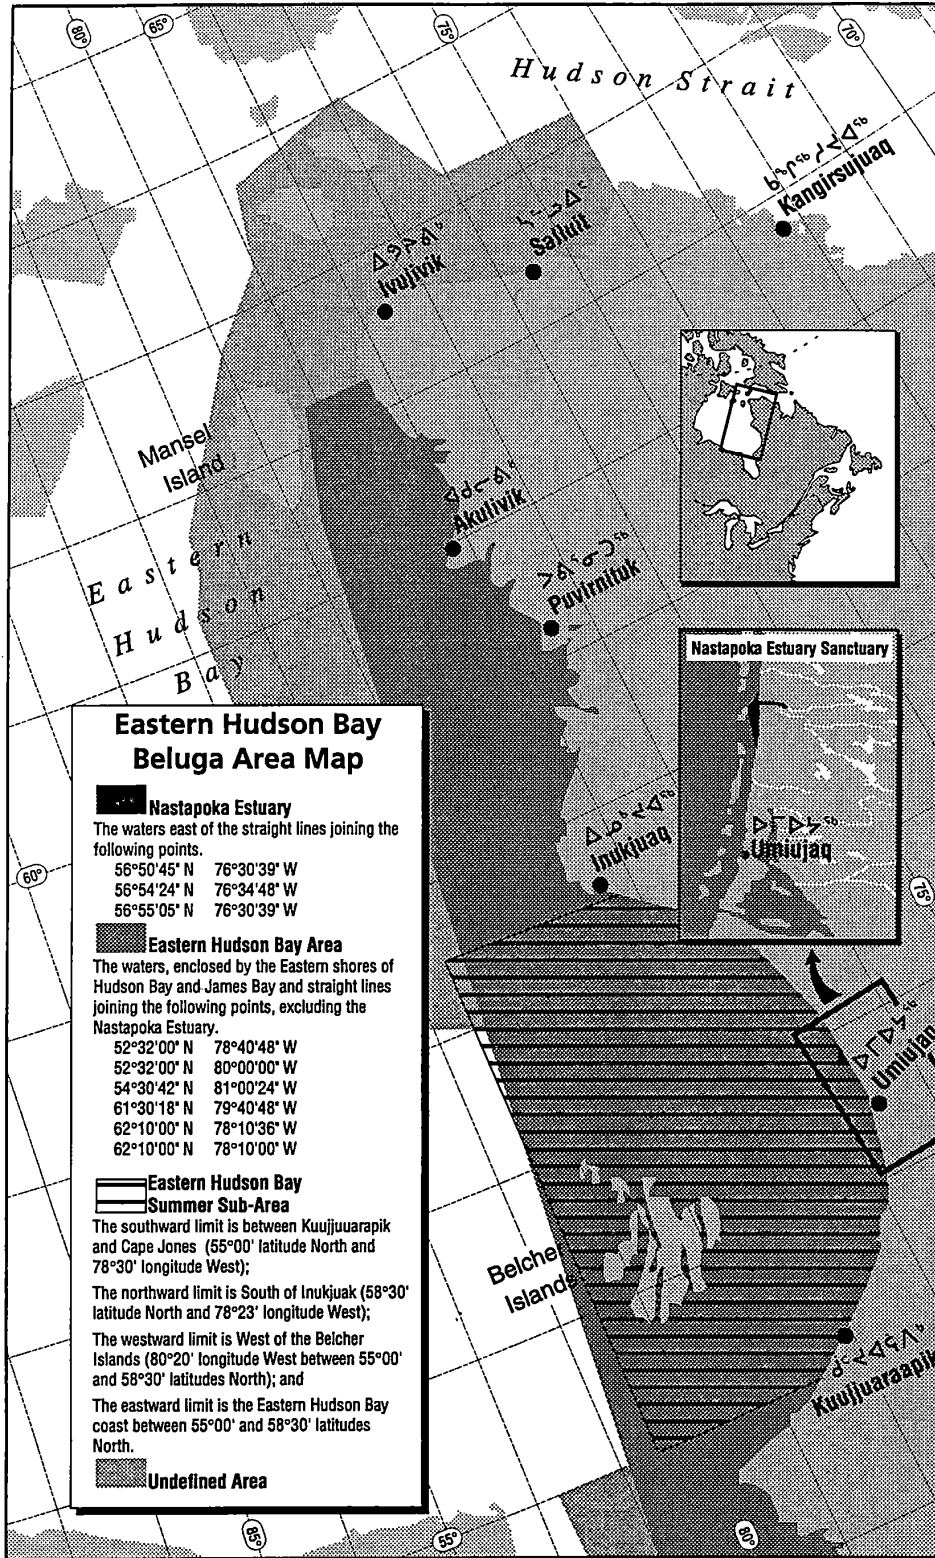 80°
65°
75°
70°
Hudson Strait
ᑲᖏᖅᓱᔪᐊᖅ
Kangirsujuaq
ᓴᓪᓗᐃᑦ
Salluit
ᐃᕗᔨᕕᒃ
Ivujivik
Mansel
Island
ᐊᑯᓕᕕᒃ
Akulivik
Eastern
Hudson
Bay
ᐳᕕᕐᓂᑐᖅ
Puvirnituk
Nastapoka Estuary Sanctuary
ᐅᒥᐅᔭᖅ
Umiujaq
Inukjuaq
60°
75°
Umiujaq
Belcher
Islands
Kuujjuaraapik
85°
55°
80°
Eastern Hudson Bay
Beluga Area Map
Nastapoka Estuary
The waters east of the straight lines joining the
following points.
56°50'45" N 76°30'39" W
56°54'24" N 76°34'48" W
56°55'05" N 76°30'39" W
Eastern Hudson Bay Area
The waters, enclosed by the Eastern shores of
Hudson Bay and James Bay and straight lines
joining the following points, excluding the
Nastapoka Estuary.
52°32'00" N 78°40'48" W
52°32'00" N 80°00'00" W
54°30'42" N 81°00'24" W
61°30'18" N 79°40'48" W
62°10'00" N 78°10'36" W
62°10'00" N 78°10'00" W
Eastern Hudson Bay
Summer Sub-Area
The southward limit is between Kuujjuuarapik
and Cape Jones (55°00' latitude North and
78°30' longitude West);
The northward limit is South of Inukjuak (58°30'
latitude North and 78°23' longitude West);
The westward limit is West of the Belcher
Islands (80°20' longitude West between 55°00'
and 58°30' latitudes North); and
The eastward limit is the Eastern Hudson Bay
coast between 55°00' and 58°30' latitudes
North.
Undefined Area